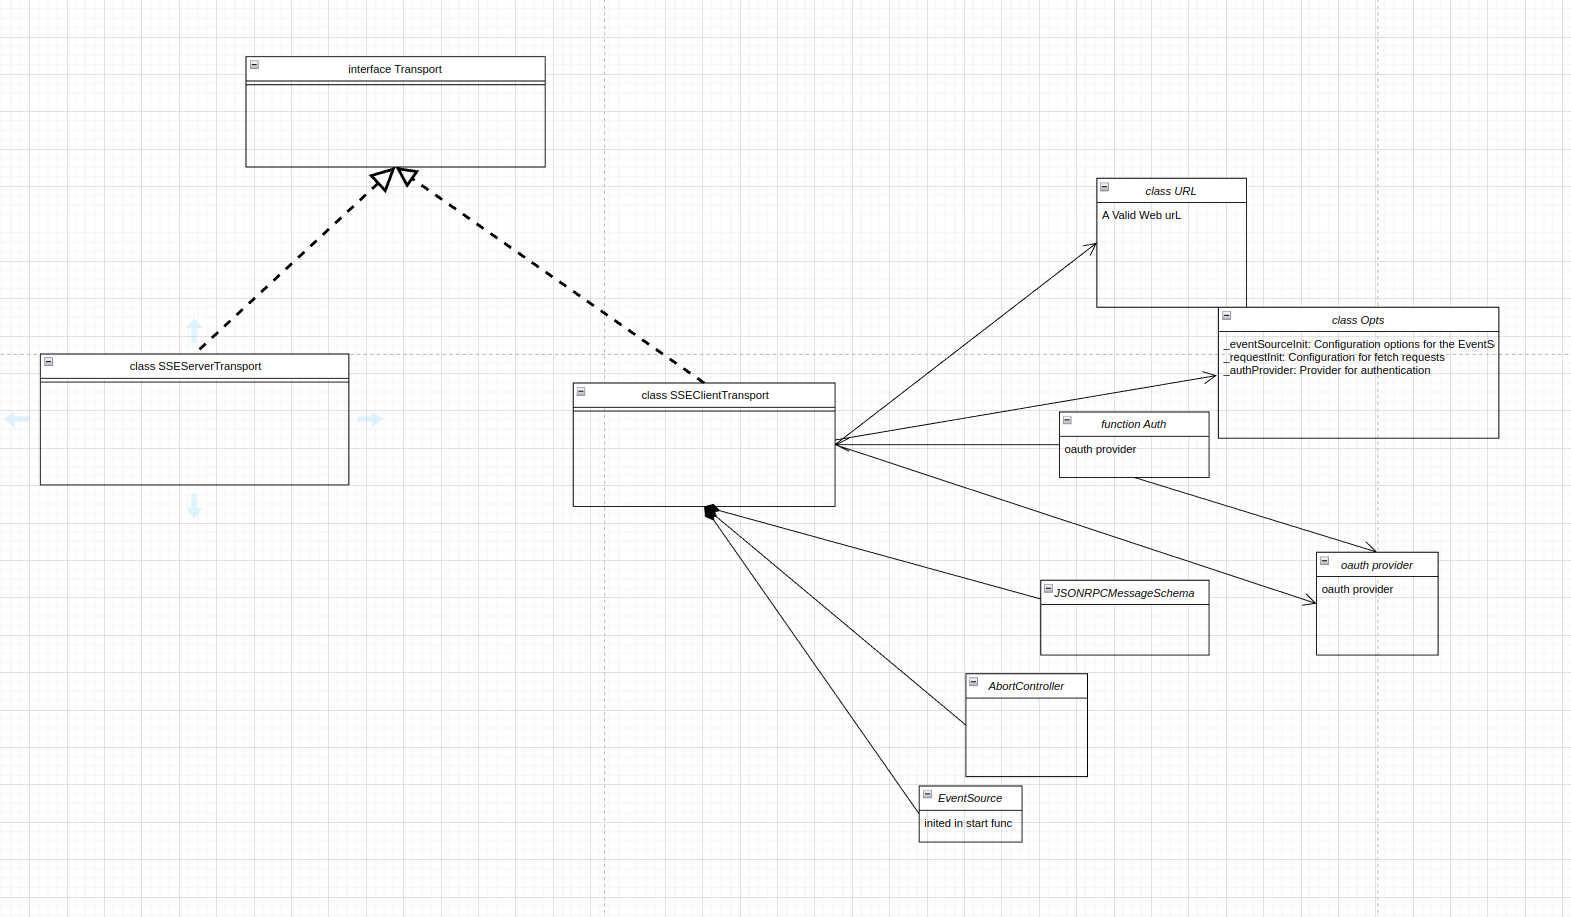 interface Transport
class URL
A Valid Web urL
class Opts
_eventSourceInit: Configuration options for the EventS
_requestInit: Configuration for fetch requests
_authProvider: Provider for authentication
class SSEServerTransport
class SSEClientTransport
function Auth
oauth provider
oauth provider
oauth provider
JSONRPCMessageSchema
AbortController
EventSource
inited in start func